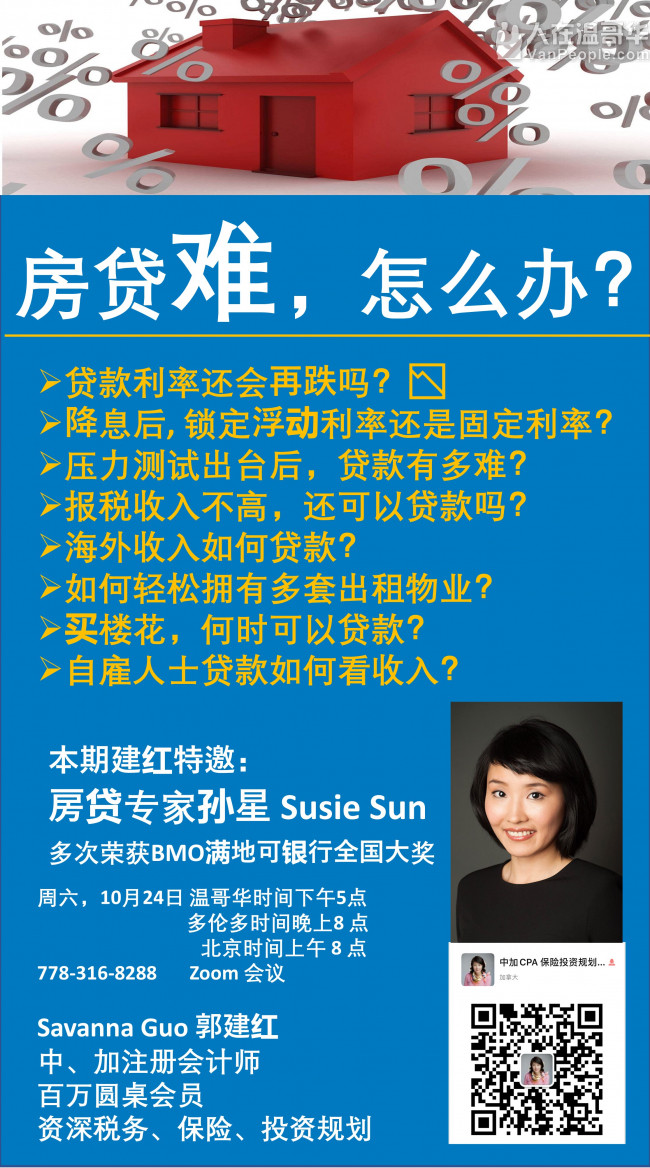 人在温哥华
VanPeople.com
房贷难，怎么办？
➢贷款利率还会再跌吗？
➢降息后, 锁定浮动利率还是固定利率？
➢压力测试出台后，贷款有多难？
➢报税收入不高，还可以贷款吗？
➢海外收入如何贷款？
➢如何轻松拥有多套出租物业？
➢买楼花，何时可以贷款？
➢自雇人士贷款如何看收入？
本期建红特邀：
房贷专家孙星 Susie Sun
多次荣获BMO满地可银行全国大奖
周六，10月24日 温哥华时间下午5点
多伦多时间晚上8 点
北京时间上午 8 点
778-316-8288 Zoom 会议
中加CPA 保险投资规划...
加拿大
Savanna Guo 郭建红
中、加注册会计师
百万圆桌会员
资深税务、保险、投资规划